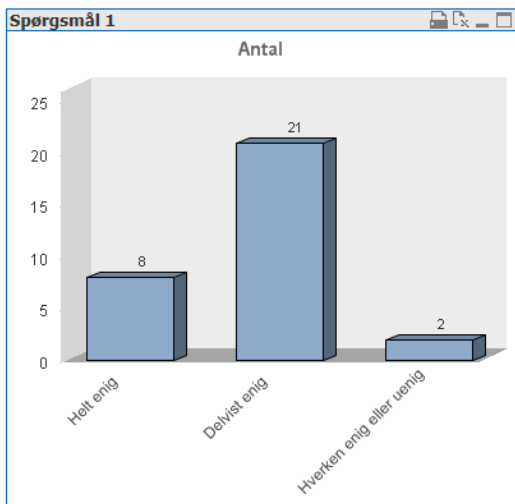 Spørgsmål 1
Antal
25
20
15
10
5
0
8
21
2
Helt enig
Delvist enig
Hverken enig eller uenig